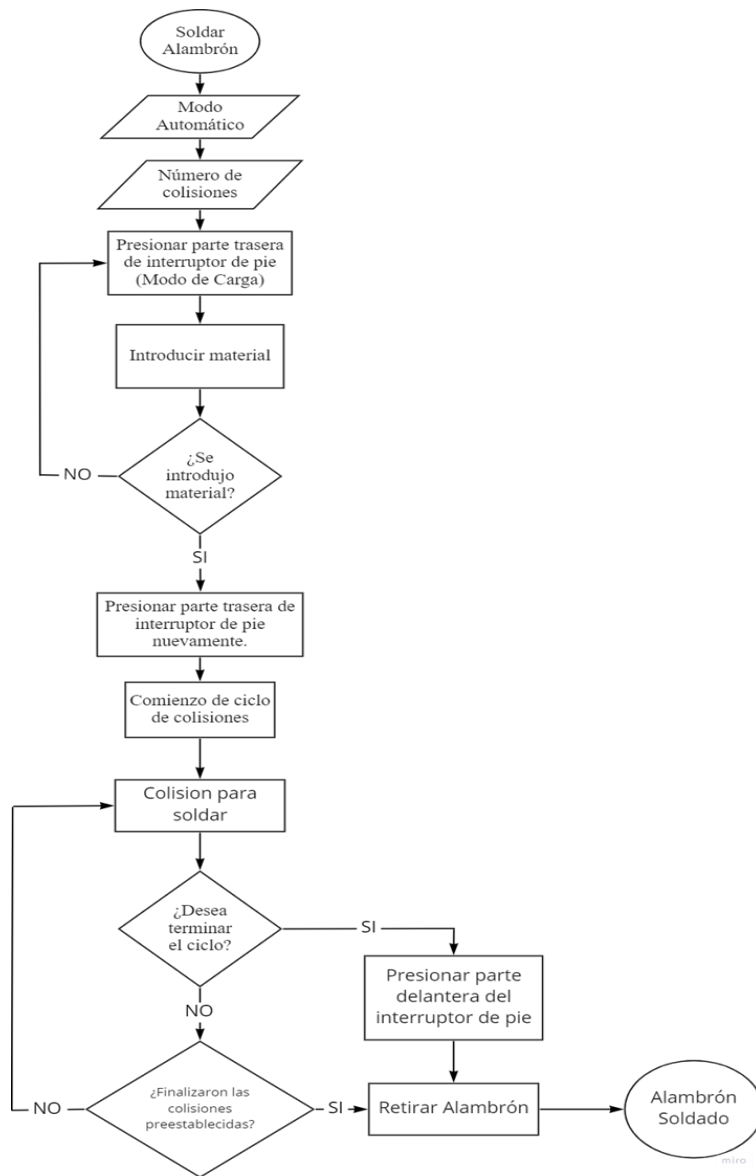 Soldar
Alambrón
Modo
Automático
Número de
colisiones
Presionar parte trasera
de interruptor de pie
(Modo de Carga)
Introducir material
¿Se
introdujo
material?
NO
SI
Presionar parte trasera de
interruptor de pie
nuevamente.
Comienzo de ciclo
de colisiones
Colision para
soldar
¿Desea
terminar
el ciclo?
SI
Presionar parte
delantera del
interruptor de pie
NO
¿Finalizaron las
colisiones
preestablecidas?
NO
SI
Retirar Alambrón
Alambrón
Soldado
miro